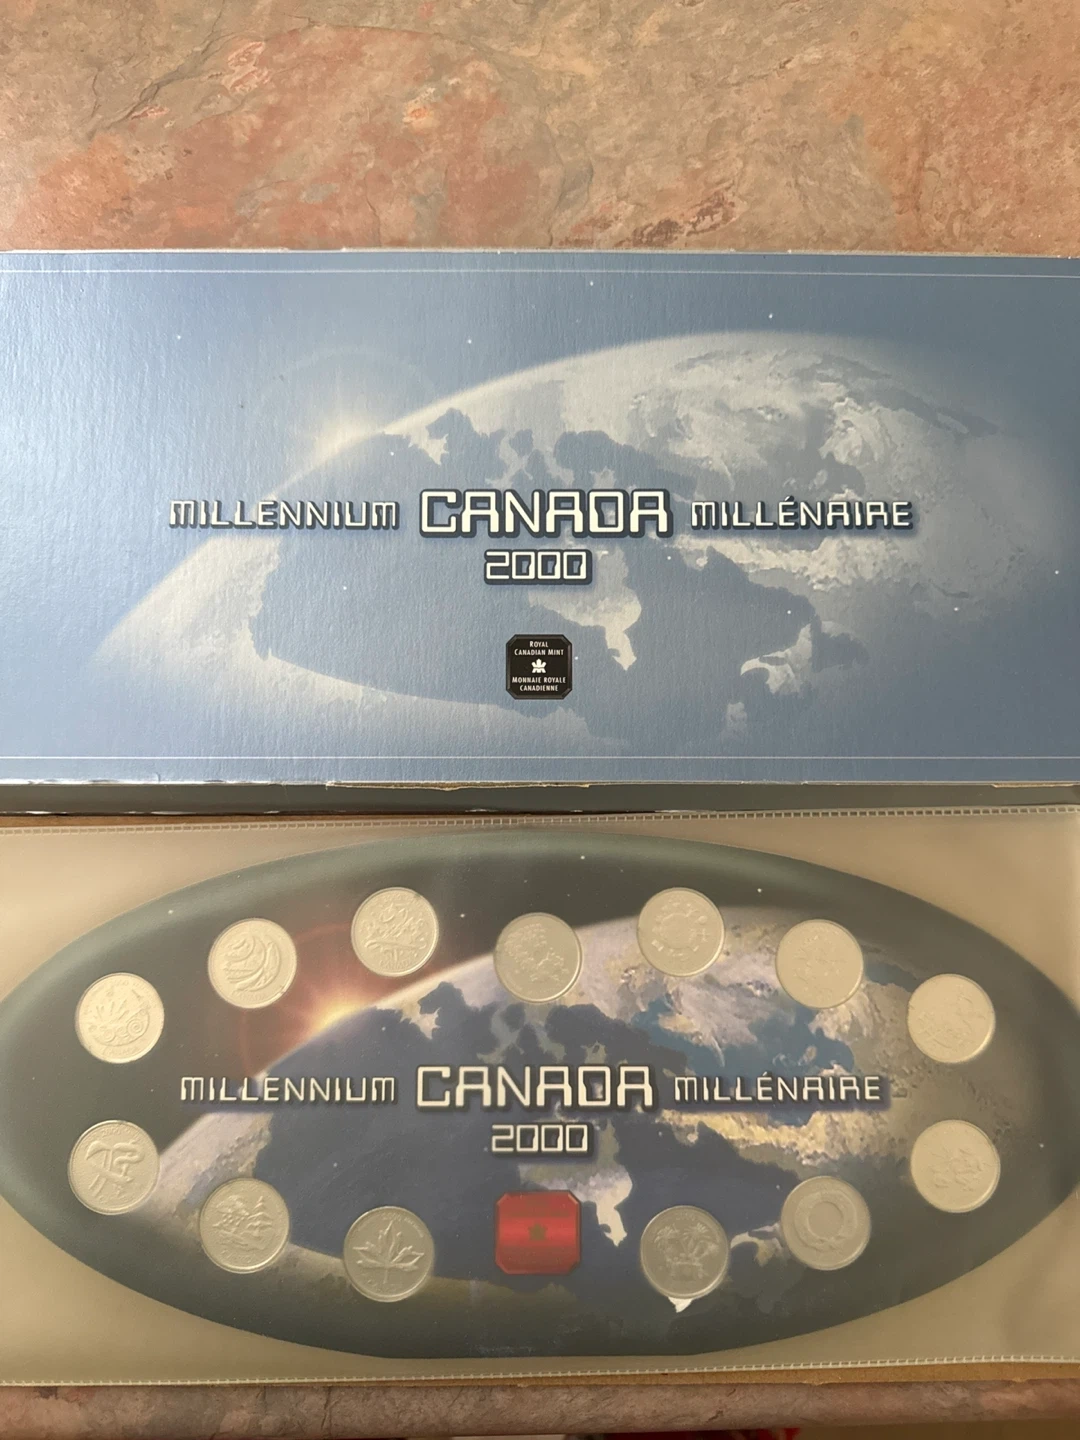 MILLENNIUM CANADA MILLÉNAIRE
2000
ROYAL
CANADIAN MINT
MONNAIE ROYALE
CANADIENNE
MILLENNIUM CANADA MILLÉNAIRE
2000